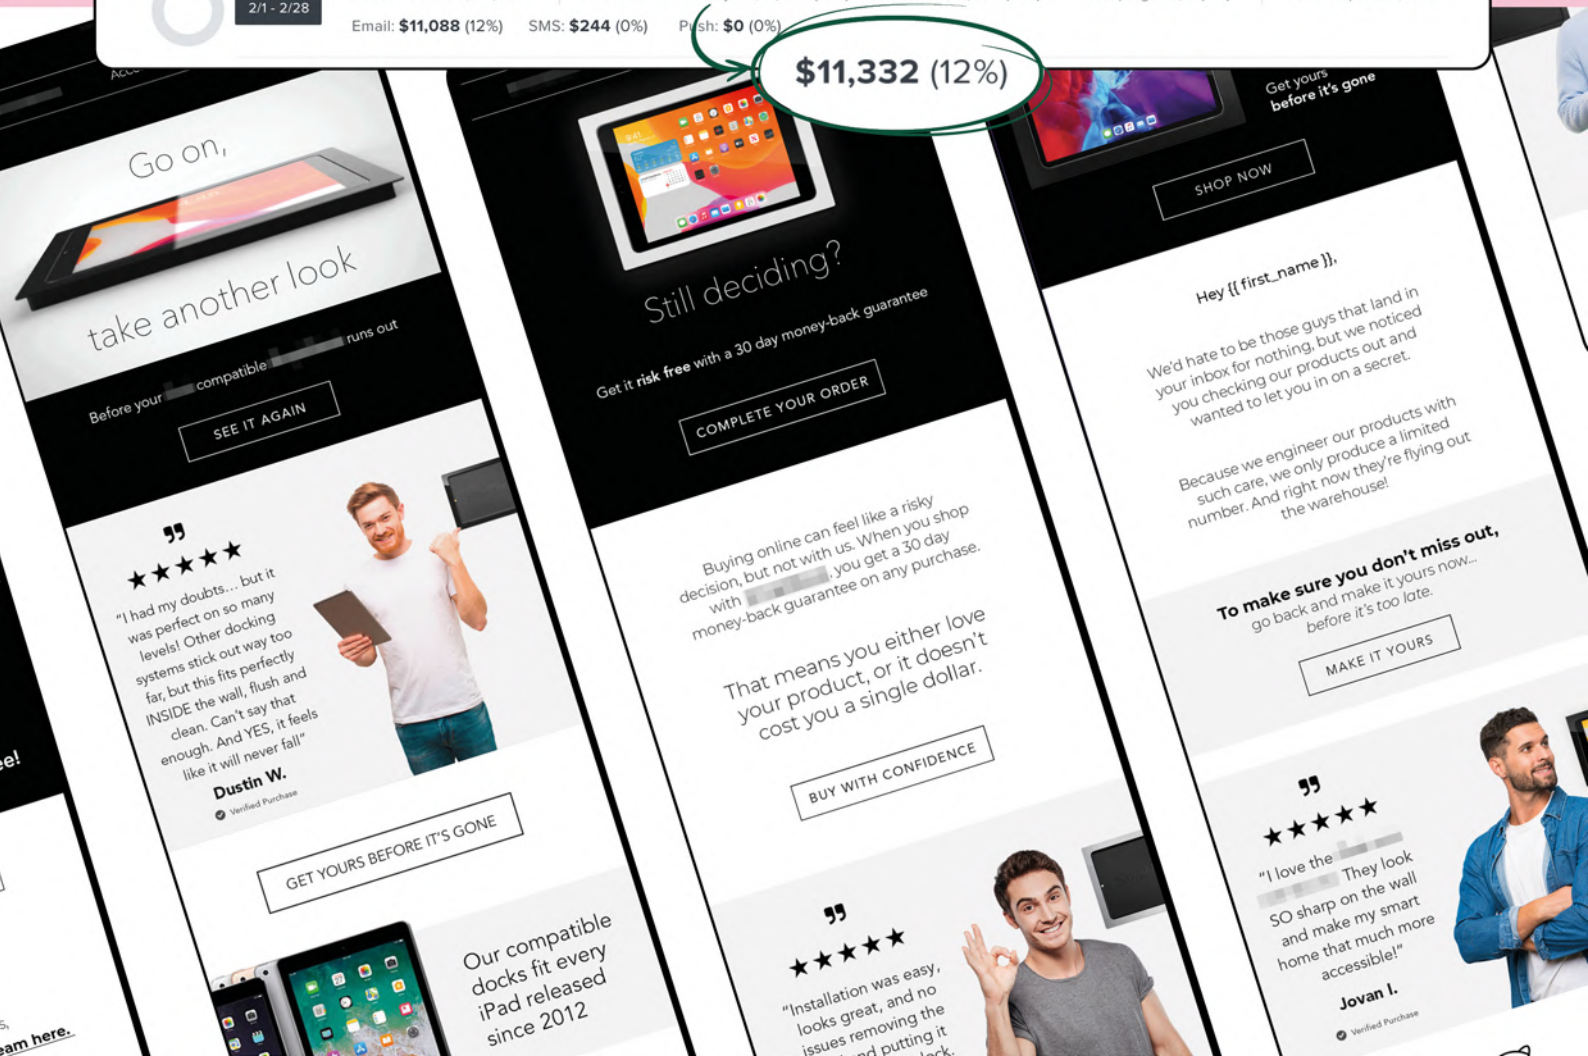 2/1 - 2/28
Email: $11,088 (12%) SMS: $244 (0%) Push: $0 (0%)
$11,332 (12%)
Go on,
take another look
Before your compatible runs out
SEE IT AGAIN
"I had my doubts... but it
was perfect on so many
levels! Other docking
systems stick out way too
far, but this fits perfectly
INSIDE the wall, flush and
clean. Can't say that
enough. And YES, it feels
like it will never fall"
Dustin W.
Verified Purchase
GET YOURS BEFORE IT'S GONE
Our compatible
docks fit every
iPad released
since 2012
9:41
Still deciding?
Get it risk free with a 30 day money-back guarantee
COMPLETE YOUR ORDER
Buying online can feel like a risky
decision, but not with us. When you shop
with , you get a 30 day
money-back guarantee on any purchase.
That means you either love
your product, or it doesn't
cost you a single dollar.
BUY WITH CONFIDENCE
"Installation was easy,
looks great, and no
issues removing the
and putting it
Get yours
before it's gone
SHOP NOW
Hey {{ first_name }},
We'd hate to be those guys that land in
your inbox for nothing, but we noticed
you checking our products out and
wanted to let you in on a secret.
Because we engineer our products with
such care, we only produce a limited
number. And right now they're flying out
the warehouse!
To make sure you don't miss out,
go back and make it yours now...
before it's too late.
MAKE IT YOURS
"I love the
They look
SO sharp on the wall
and make my smart
home that much more
accessible!"
Jovan I.
Verified Purchase
ee!
eam here.